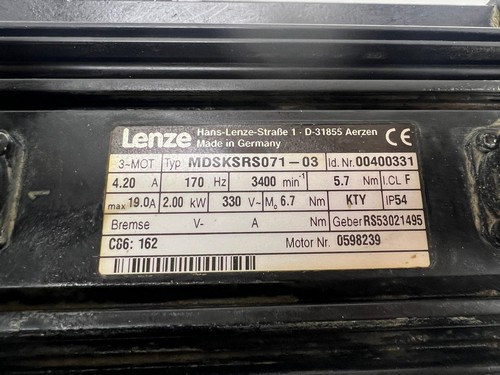 Lenze Hans-Lenze-Straße 1 · D-31855 Aerzen
Made in Germany CE
3~MOT Typ MDSKSRS071-03 Id. Nr. 00400331
4.20 A 170 Hz 3400 min⁻¹ 5.7 Nm I.CL F
max 19.0A 2.00 kW 330 V~ M₀ 6.7 Nm KTY IP54
Bremse V- A Nm Geber RS53021495
C86: 162 Motor Nr. 0598239